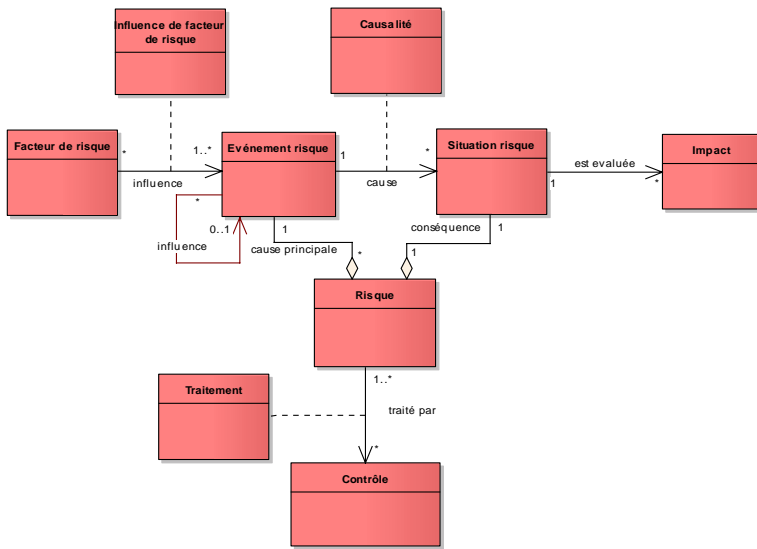 Influence de facteur
de risque
Causalité
Facteur de risque
Evénement risque
Situation risque
Impact
*
1..*
influence
1
*
cause
est evaluée
1
*
*
0..1
influence
1
cause principale
*
conséquence
1
1
Risque
1..*
Traitement
traité par
*
Contrôle